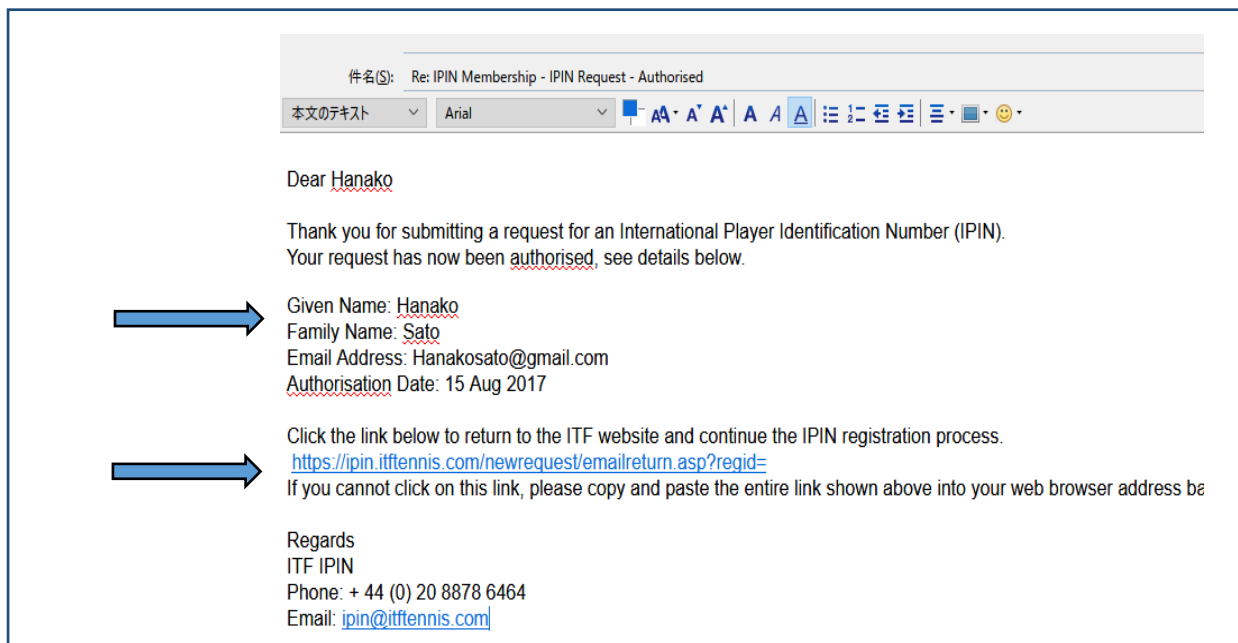 件名(S): Re: IPIN Membership - IPIN Request - Authorised
本文のテキスト Arial
Dear Hanako
Thank you for submitting a request for an International Player Identification Number (IPIN).
Your request has now been authorised, see details below.
Given Name: Hanako
Family Name: Sato
Email Address: Hanakosato@gmail.com
Authorisation Date: 15 Aug 2017
Click the link below to return to the ITF website and continue the IPIN registration process.
https://ipin.itftennis.com/newrequest/emailreturn.asp?regid=
If you cannot click on this link, please copy and paste the entire link shown above into your web browser address ba
Regards
ITF IPIN
Phone: + 44 (0) 20 8878 6464
Email: ipin@itftennis.com